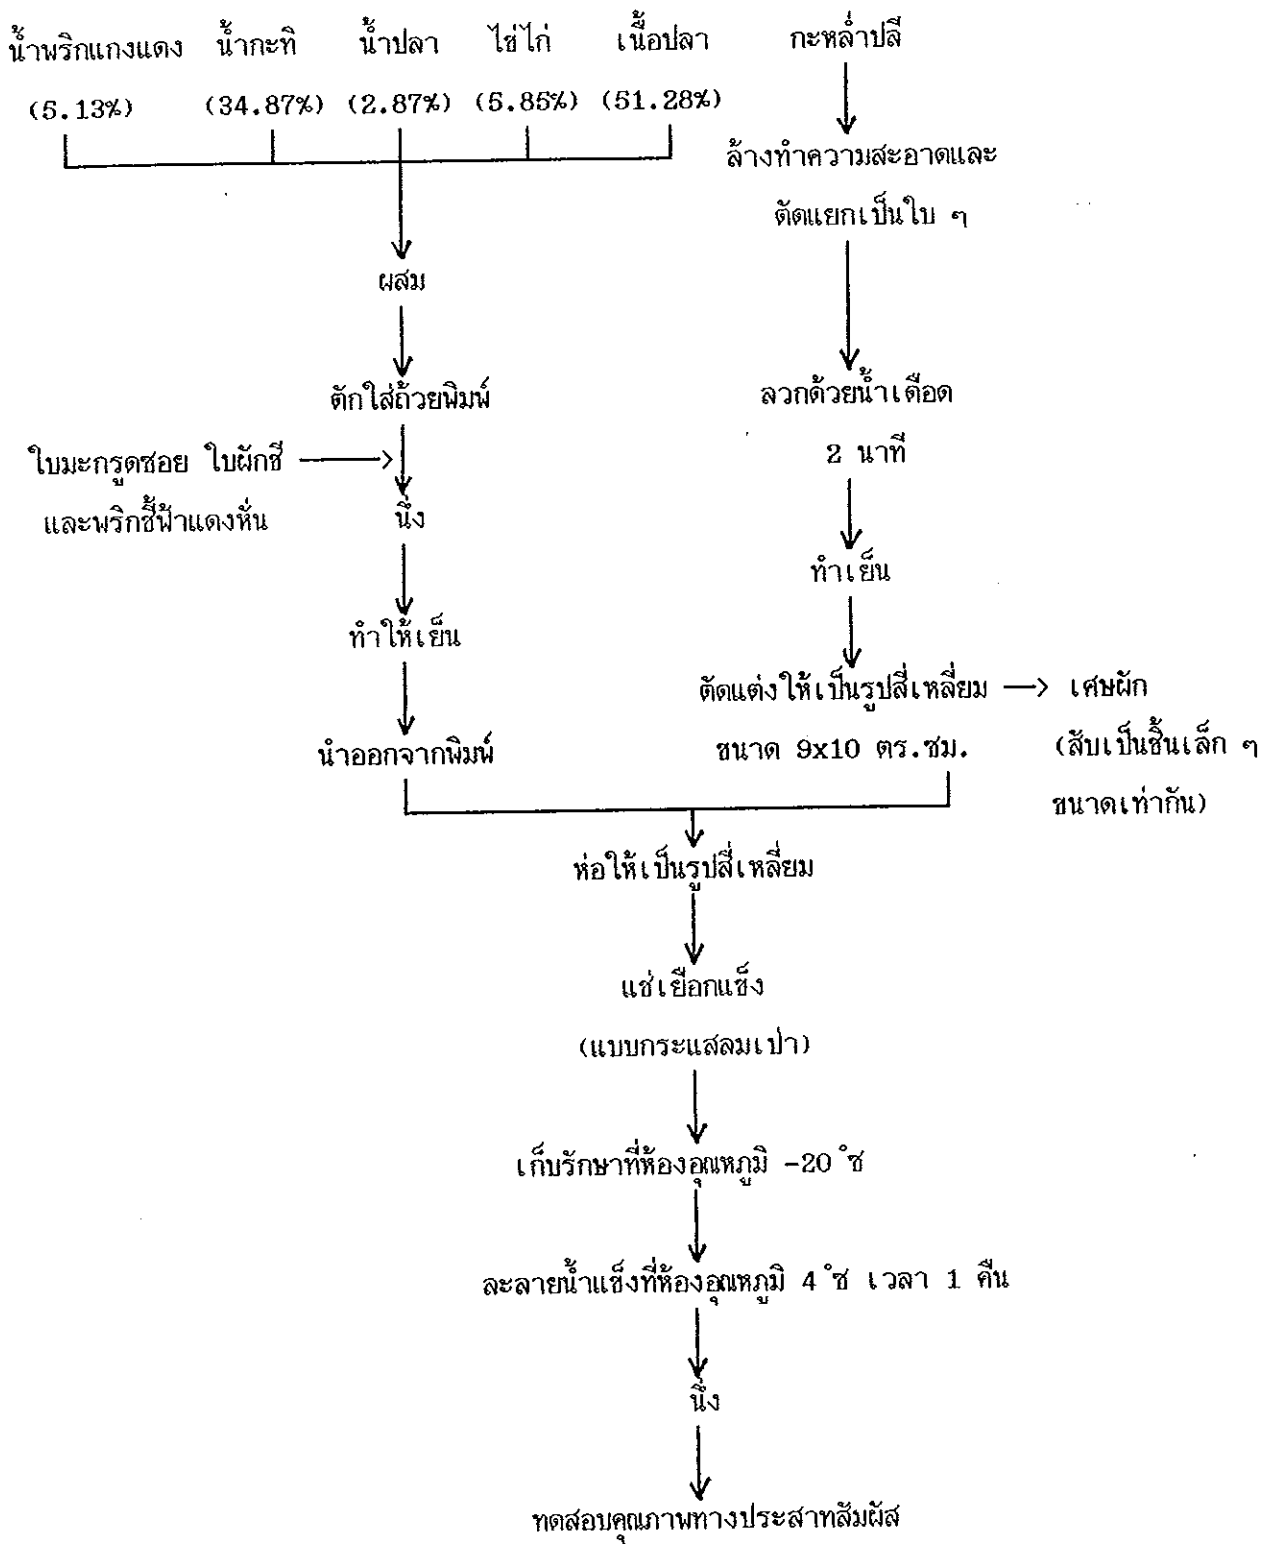 น้ำพริกแกงแดง น้ำกะทิ น้ำปลา ไข่ไก่ เนื้อปลา กะหล่ำปลี
(5.13%) (34.87%) (2.87%) (5.85%) (51.28%)
ล้างทำความสะอาดและ
ตัดแยกเป็นใบ ๆ
ผสม
ตักใส่ถ้วยพิมพ์
ลวกด้วยน้ำเดือด
2 นาที
ใบมะกรูดซอย ใบผักชี
และพริกชี้ฟ้าแดงหั่น
นึ่ง
ทำเย็น
ทำให้เย็น
ตัดแต่งให้เป็นรูปสี่เหลี่ยม
ขนาด 9x10 ตร.ซม.
เศษผัก
(สับเป็นชิ้นเล็ก ๆ
ขนาดเท่ากัน)
นำออกจากพิมพ์
ห่อให้เป็นรูปสี่เหลี่ยม
แช่เยือกแข็ง
(แบบกระแสลมเป่า)
เก็บรักษาที่ห้องอุณหภูมิ -20 ํซ
ละลายน้ำแข็งที่ห้องอุณหภูมิ 4 ํซ เวลา 1 คืน
นึ่ง
ทดสอบคุณภาพทางประสาทสัมผัส